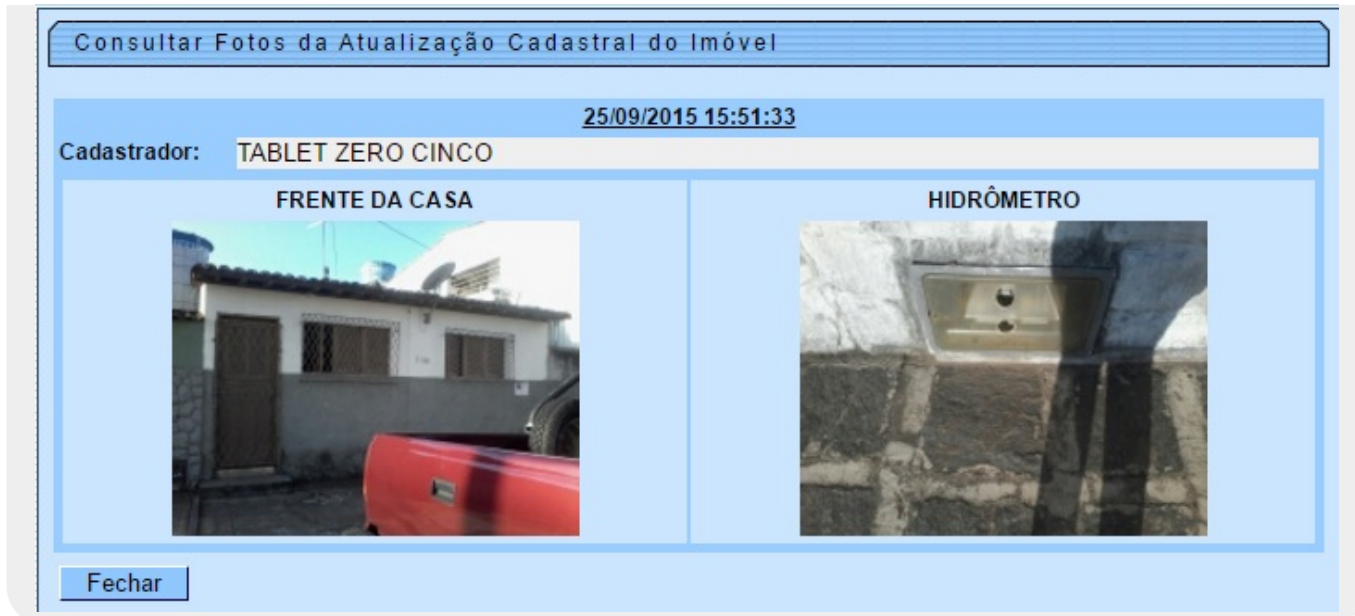 Consultar Fotos da Atualização Cadastral do Imóvel
25/09/2015 15:51:33
Cadastrador: TABLET ZERO CINCO
FRENTE DA CASA
HIDRÔMETRO
Fechar